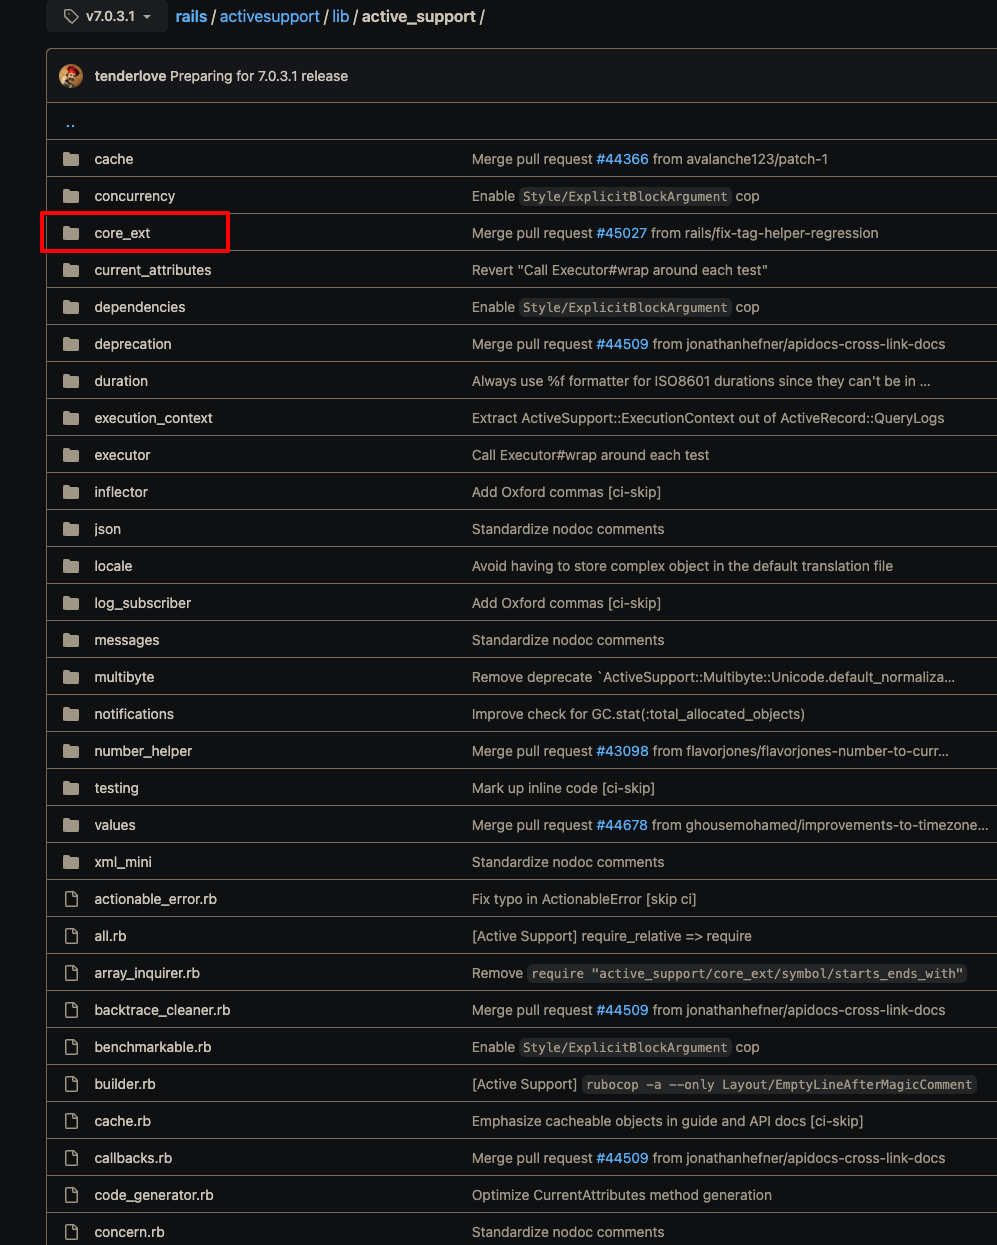 v7.0.3.1 rails / activesupport / lib / active_support /
tenderlove Preparing for 7.0.3.1 release
..
cache Merge pull request #44366 from avalanche123/patch-1
concurrency Enable Style/ExplicitBlockArgument cop
core_ext Merge pull request #45027 from rails/fix-tag-helper-regression
current_attributes Revert "Call Executor#wrap around each test"
dependencies Enable Style/ExplicitBlockArgument cop
deprecation Merge pull request #44509 from jonathanhefner/apidocs-cross-link-docs
duration Always use %f formatter for ISO8601 durations since they can't be in ...
execution_context Extract ActiveSupport::ExecutionContext out of ActiveRecord::QueryLogs
executor Call Executor#wrap around each test
inflector Add Oxford commas [ci-skip]
json Standardize nodoc comments
locale Avoid having to store complex object in the default translation file
log_subscriber Add Oxford commas [ci-skip]
messages Standardize nodoc comments
multibyte Remove deprecate `ActiveSupport::Multibyte::Unicode.default_normaliza...
notifications Improve check for GC.stat(:total_allocated_objects)
number_helper Merge pull request #43098 from flavorjones/flavorjones-number-to-curr...
testing Mark up inline code [ci-skip]
values Merge pull request #44678 from ghousemohamed/improvements-to-timezone...
xml_mini Standardize nodoc comments
actionable_error.rb Fix typo in ActionableError [skip ci]
all.rb [Active Support] require_relative => require
array_inquirer.rb Remove require "active_support/core_ext/symbol/starts_ends_with"
backtrace_cleaner.rb Merge pull request #44509 from jonathanhefner/apidocs-cross-link-docs
benchmarkable.rb Enable Style/ExplicitBlockArgument cop
builder.rb [Active Support] rubocop -a --only Layout/EmptyLineAfterMagicComment
cache.rb Emphasize cacheable objects in guide and API docs [ci-skip]
callbacks.rb Merge pull request #44509 from jonathanhefner/apidocs-cross-link-docs
code_generator.rb Optimize CurrentAttributes method generation
concern.rb Standardize nodoc comments